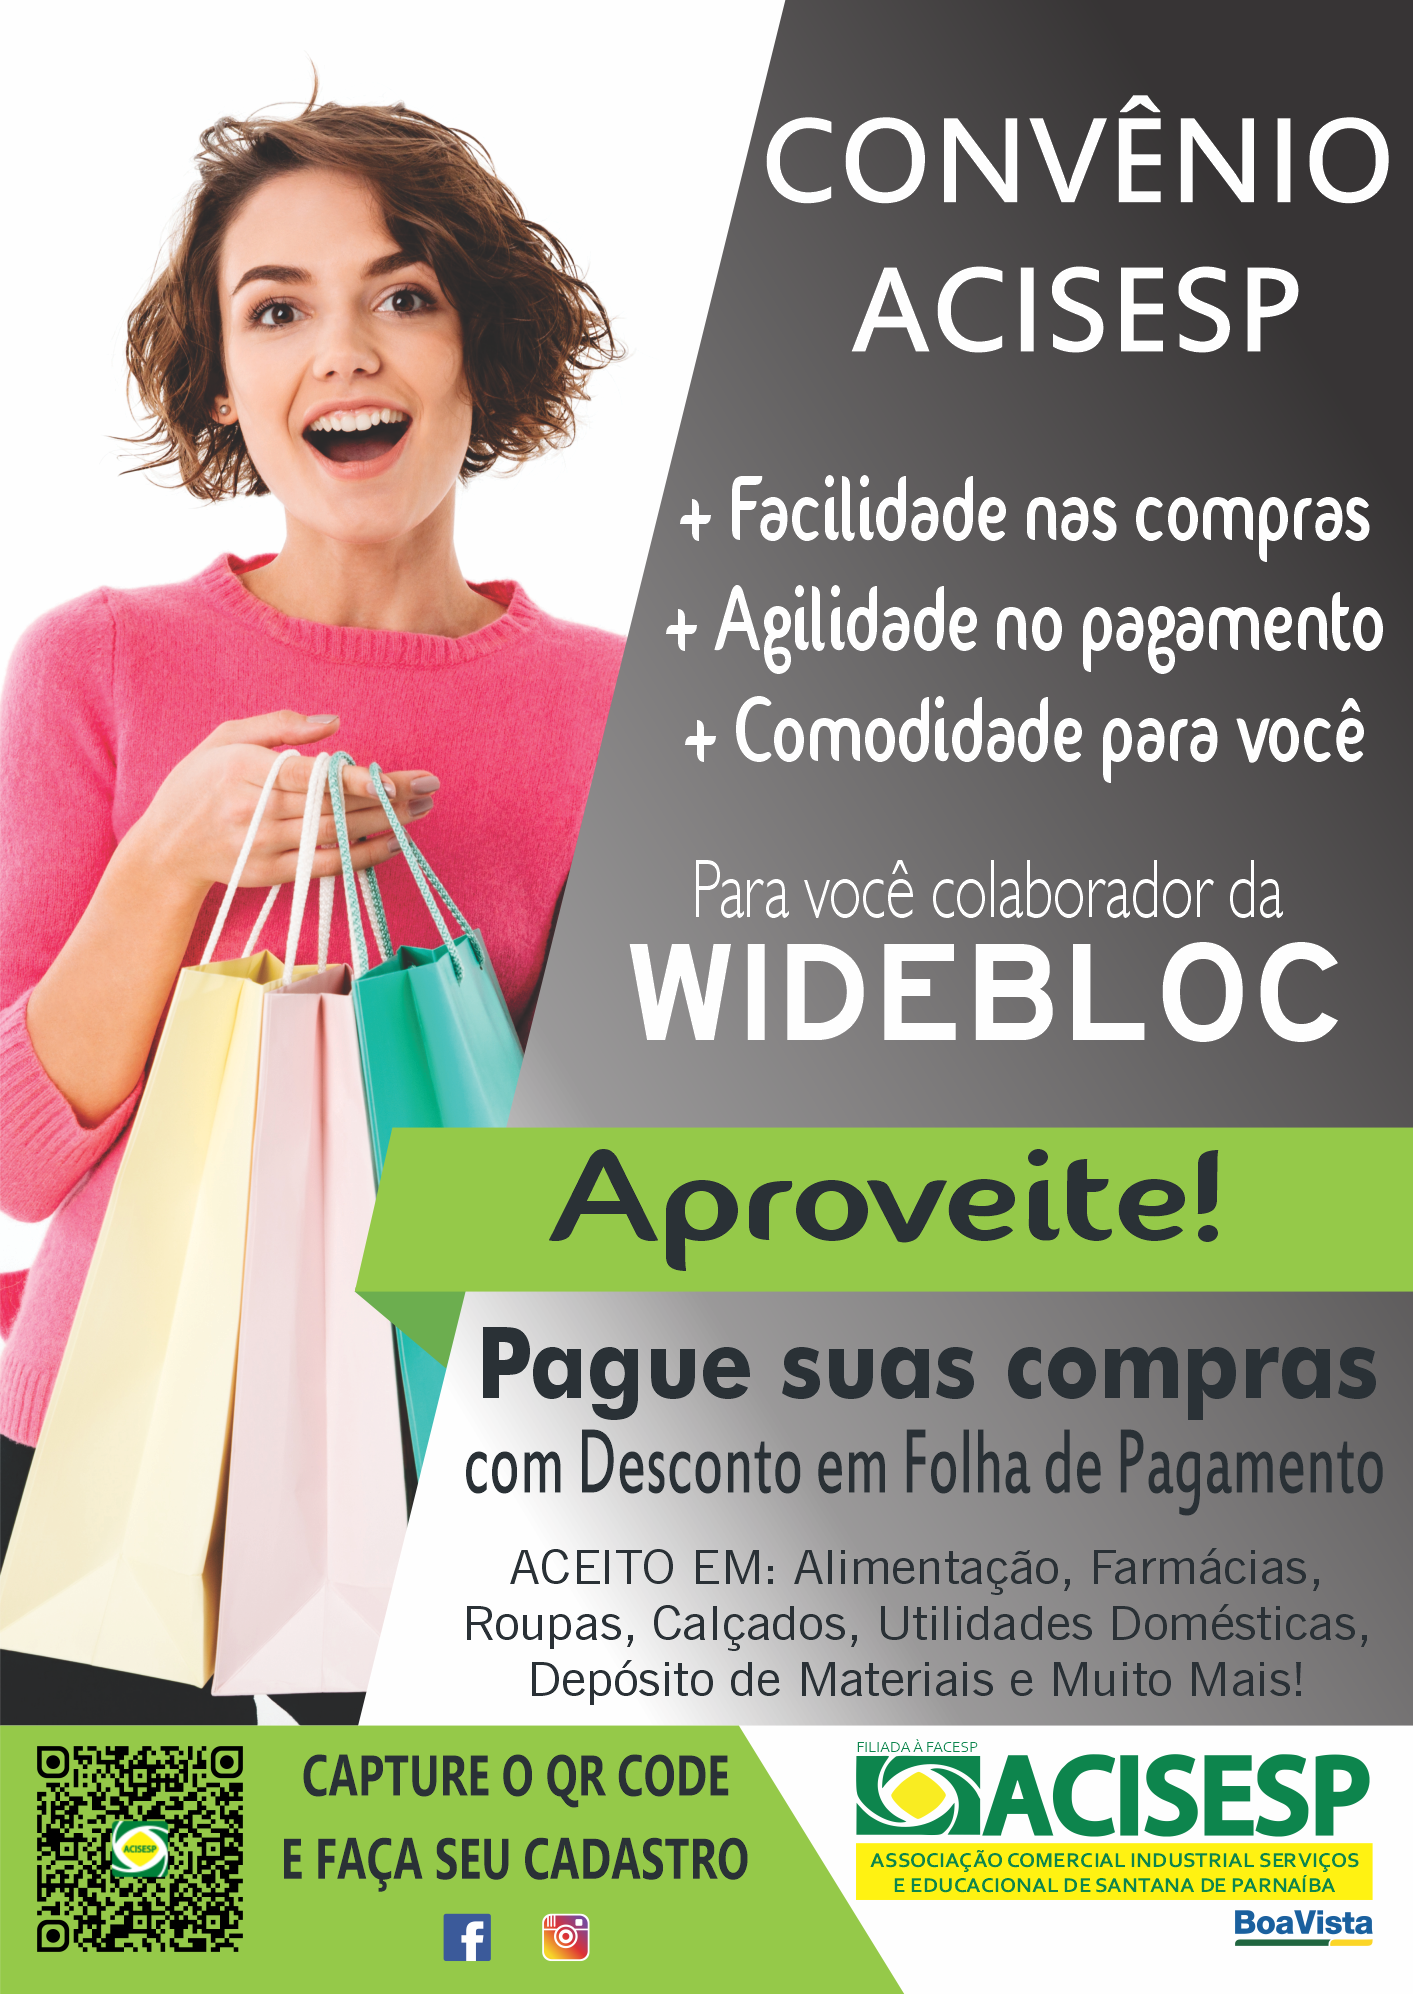 CONVÊNIO
ACISESP
+ Facilidade nas compras
+ Agilidade no pagamento
+ Comodidade para você
Para você colaborador da
WIDEBLOC
Aproveite!
Pague suas compras
com Desconto em Folha de Pagamento
ACEITO EM: Alimentação, Farmácias,
Roupas, Calçados, Utilidades Domésticas,
Depósito de Materiais e Muito Mais!
ACISESP
CAPTURE O QR CODE
E FAÇA SEU CADASTRO
FILIADA À FACESP
ACISESP
ASSOCIAÇÃO COMERCIAL INDUSTRIAL SERVIÇOS
E EDUCACIONAL DE SANTANA DE PARNAÍBA
BoaVista